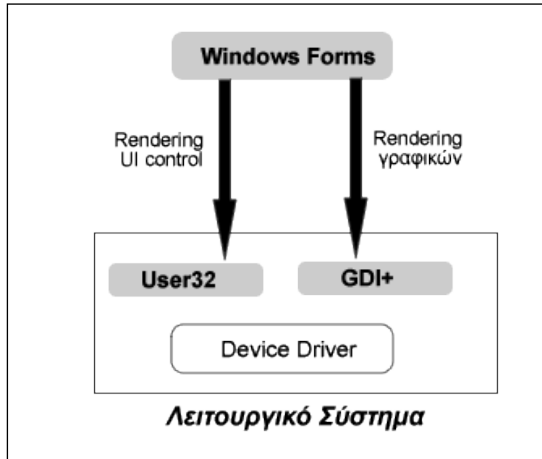 Windows Forms
Rendering
UI control
Rendering
γραφικών
User32
GDI+
Device Driver
Λειτουργικό Σύστημα